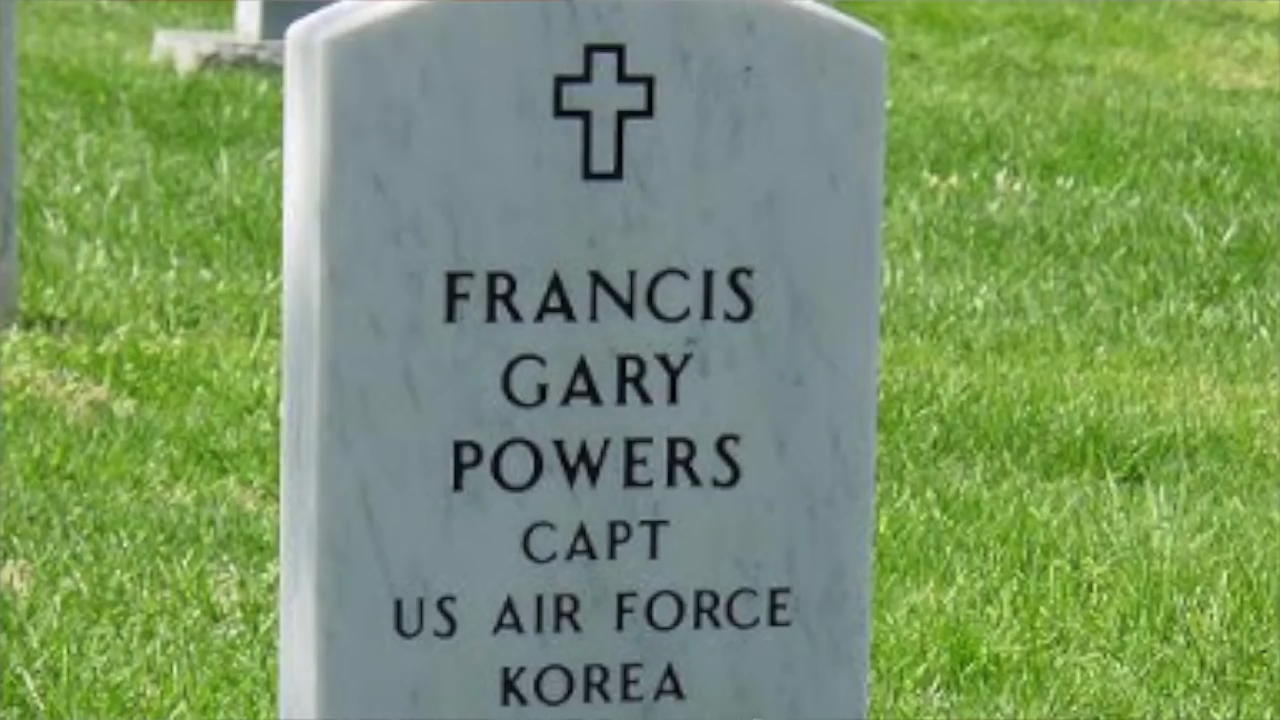 FRANCIS
GARY
POWERS
CAPT
US AIR FORCE
KOREA